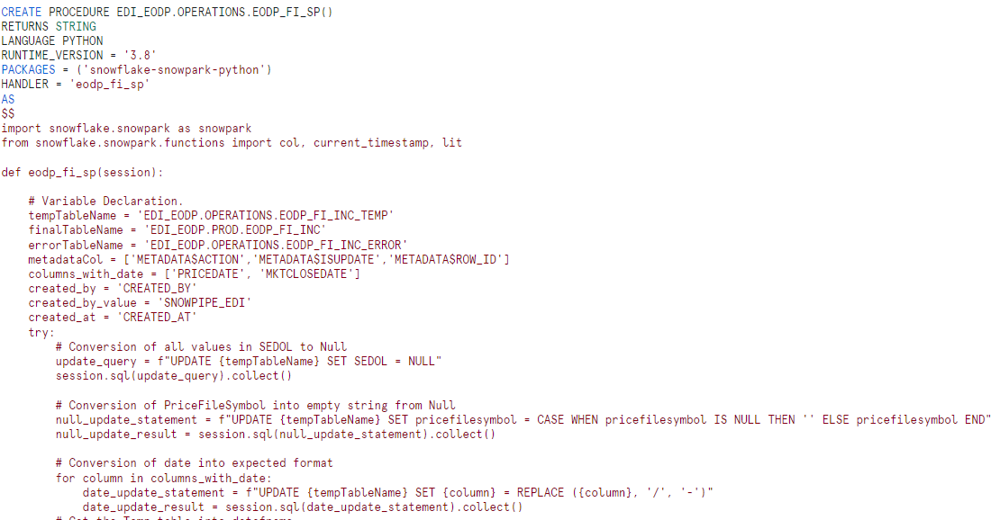 CREATE PROCEDURE EDI_EODP.OPERATIONS.EODP_FI_SP()
RETURNS STRING
LANGUAGE PYTHON
RUNTIME_VERSION = '3.8'
PACKAGES = ('snowflake-snowpark-python')
HANDLER = 'eodp_fi_sp'
AS
$$
import snowflake.snowpark as snowpark
from snowflake.snowpark.functions import col, current_timestamp, lit

def eodp_fi_sp(session):

    # Variable Declaration.
    tempTableName = 'EDI_EODP.OPERATIONS.EODP_FI_INC_TEMP'
    finalTableName = 'EDI_EODP.PROD.EODP_FI_INC'
    errorTableName = 'EDI_EODP.OPERATIONS.EODP_FI_INC_ERROR'
    metadataCol = ['METADATA$ACTION','METADATA$ISUPDATE','METADATA$ROW_ID']
    columns_with_date = ['PRICEDATE', 'MKTCLOSEDATE']
    created_by = 'CREATED_BY'
    created_by_value = 'SNOWPIPE_EDI'
    created_at = 'CREATED_AT'
    try:
        # Conversion of all values in SEDOL to Null
        update_query = f"UPDATE {tempTableName} SET SEDOL = NULL"
        session.sql(update_query).collect()

        # Conversion of PriceFileSymbol into empty string from Null
        null_update_statement = f"UPDATE {tempTableName} SET pricefilesymbol = CASE WHEN pricefilesymbol IS NULL THEN '' ELSE pricefilesymbol END"
        null_update_result = session.sql(null_update_statement).collect()

        # Conversion of date into expected format
        for column in columns_with_date:
            date_update_statement = f"UPDATE {tempTableName} SET {column} = REPLACE ({column}, '/', '-')"
            date_update_result = session.sql(date_update_statement).collect()
        # Get the Temp table into dataframe